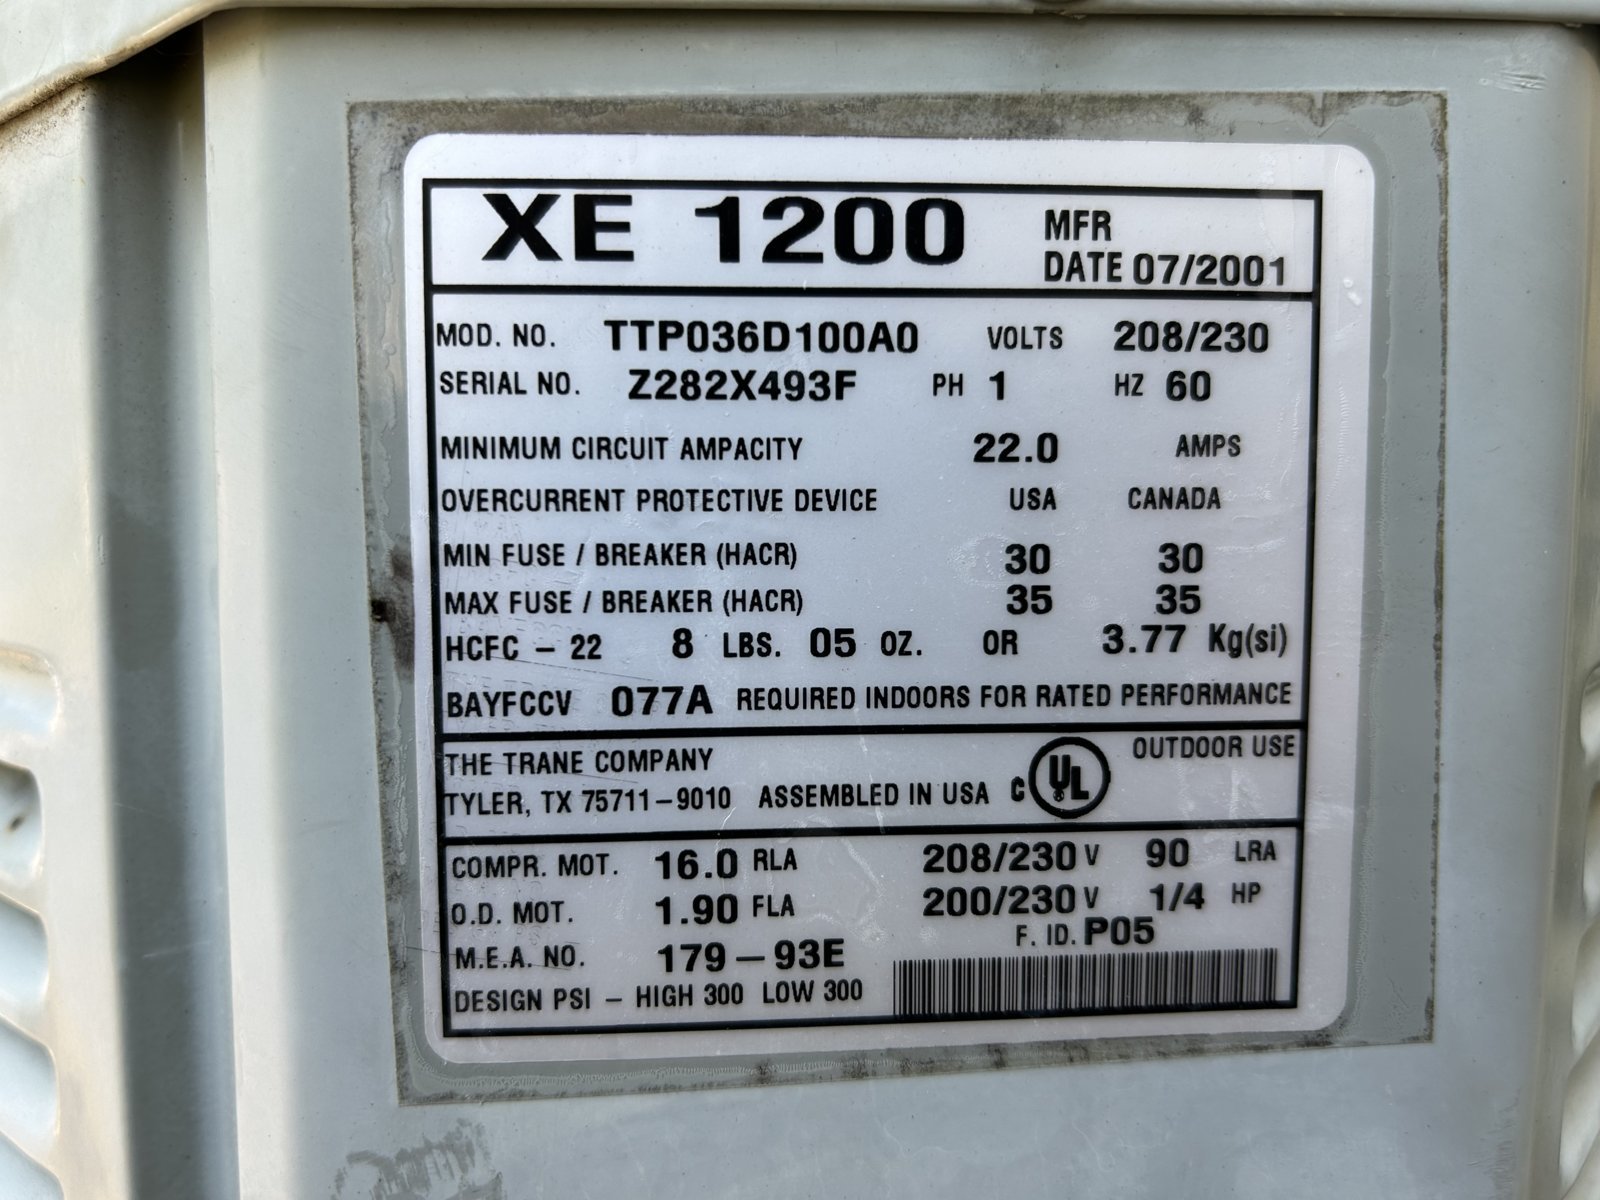 XE 1200 MFR
DATE 07/2001
MOD. NO. TTP036D100A0 VOLTS 208/230
SERIAL NO. Z282X493F PH 1 HZ 60
MINIMUM CIRCUIT AMPACITY 22.0 AMPS
OVERCURRENT PROTECTIVE DEVICE USA CANADA
MIN FUSE / BREAKER (HACR) 30 30
MAX FUSE / BREAKER (HACR) 35 35
HCFC - 22 8 LBS. 05 OZ. OR 3.77 Kg(si)
BAYFCCV 077A REQUIRED INDOORS FOR RATED PERFORMANCE
THE TRANE COMPANY OUTDOOR USE
TYLER, TX 75711-9010 ASSEMBLED IN USA C UL
COMPR. MOT. 16.0 RLA 208/230 V 90 LRA
O.D. MOT. 1.90 FLA 200/230 V 1/4 HP
F. ID. P05
M.E.A. NO. 179-93E
DESIGN PSI - HIGH 300 LOW 300